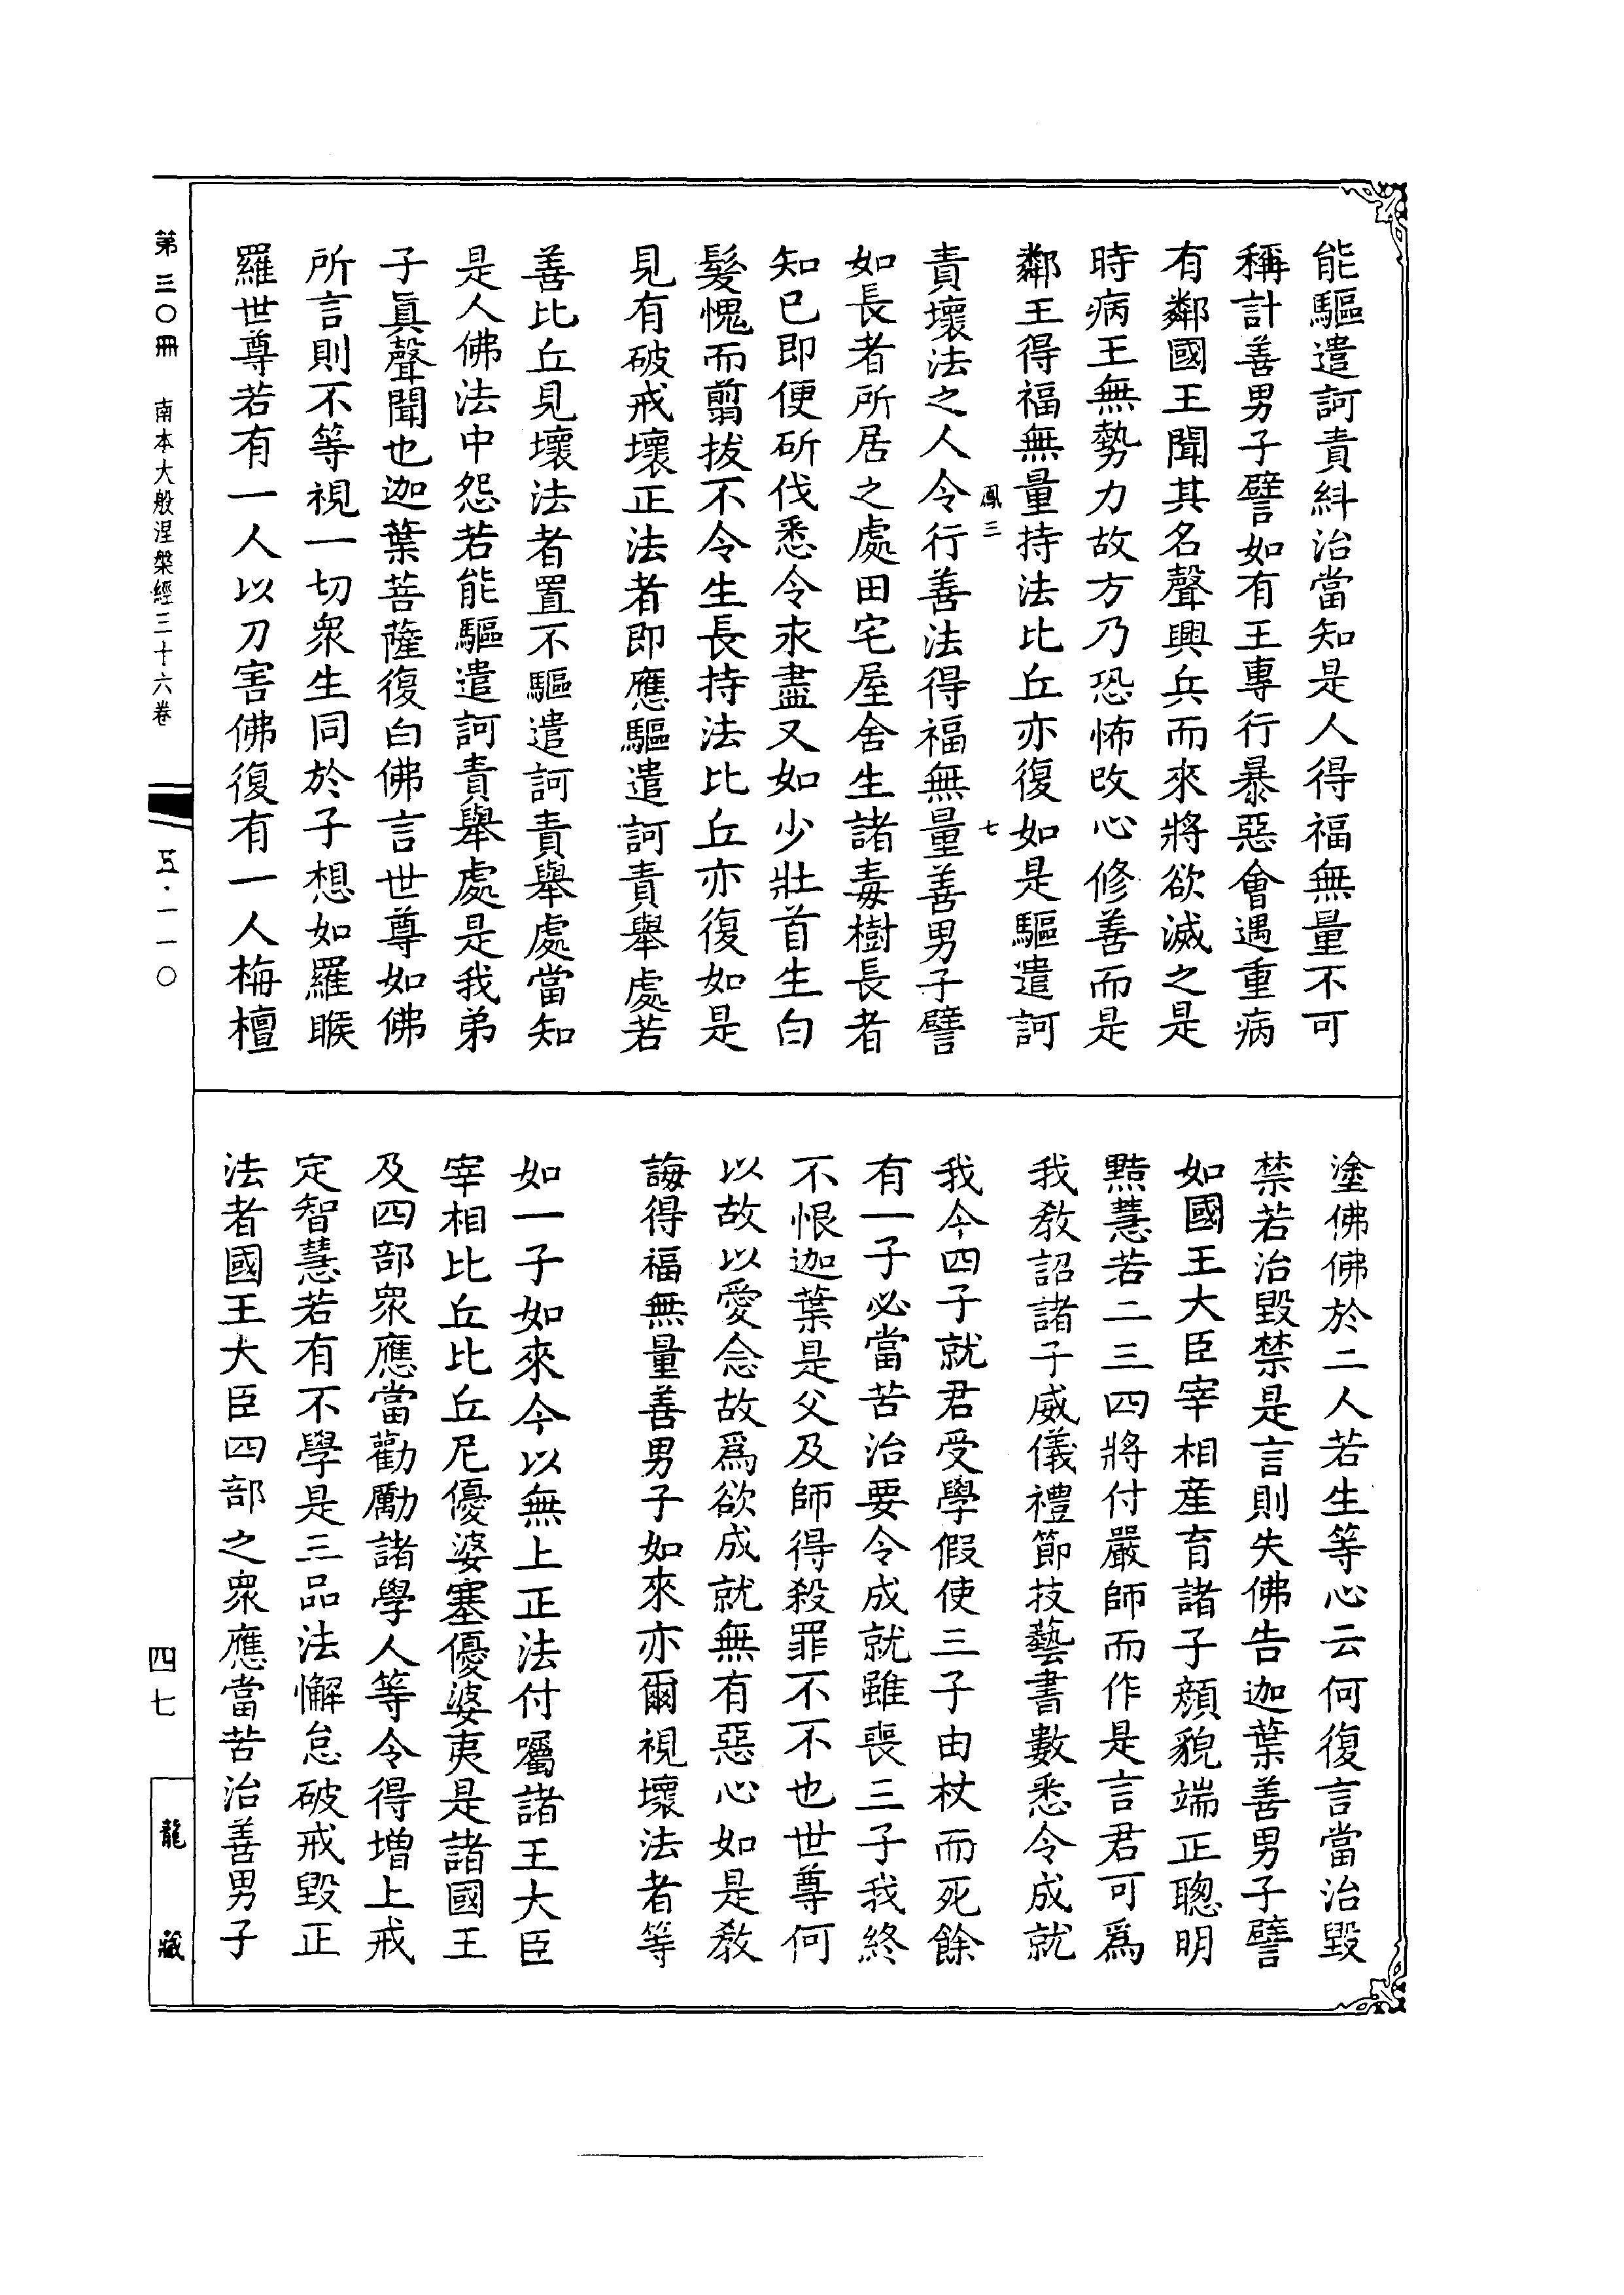 能驅遣訶責糾治當知是人得福無量不可
稱計善男子譬如有王專行暴惡會遇重病
有鄰國王聞其名聲興兵而來將欲滅之是
時病王無勢力故方乃恐怖改心修善而是
鄰王得福無量持法比丘亦復如是驅遣訶
鳳三 七
責壞法之人令行善法得福無量善男子譬
如長者所居之處田宅屋舍生諸毒樹長者
知已即便斫伐悉令永盡又如少壯首生白
髮愧而翦拔不令生長持法比丘亦復如是
見有破戒壞正法者即應驅遣訶責舉處若
善比丘見壞法者置不驅遣訶責舉處當知
是人佛法中怨若能驅遣訶責舉處是我弟
子眞聲聞也迦葉菩薩復白佛言世尊如佛
所言則不等視一切眾生同於子想如羅睺
羅世尊若有一人以刀害佛復有一人栴檀
塗佛佛於二人若生等心云何復言當治毀
禁若治毀禁是言則失佛告迦葉善男子譬
如國王大臣宰相產育諸子顏貌端正聰明
黠慧若二三四將付嚴師而作是言君可爲
我教詔諸子威儀禮節技藝書數悉令成就
我今四子就君受學假使三子由杖而死餘
有一子必當苦治要令成就雖喪三子我終
不恨迦葉是父及師得殺罪不不也世尊何
以故以愛念故爲欲成就無有惡心如是教
誨得福無量善男子如來亦爾視壞法者等
如一子如來今以無上正法付囑諸王大臣
宰相比丘比丘尼優婆塞優婆夷是諸國王
及四部眾應當勸勵諸學人等令得增上戒
定智慧若有不學是三品法懈怠破戒毀正
法者國王大臣四部之眾應當苦治善男子
第三〇冊 南本大般涅槃經三十六卷 五·一一〇
四七
龍藏